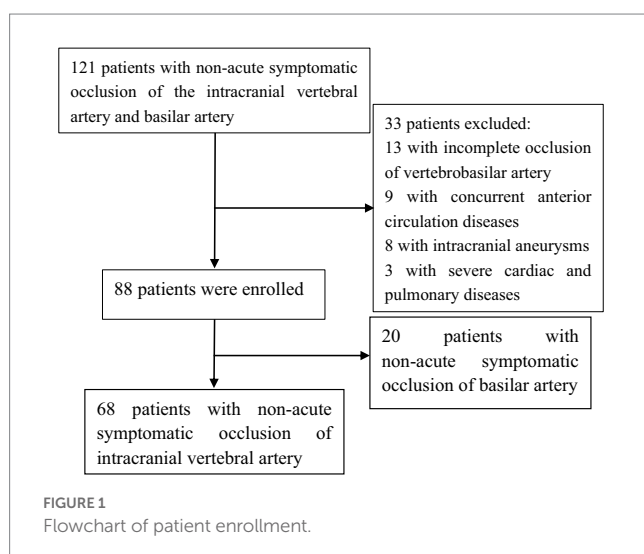 121 patients with non-acute symptomatic
occlusion of the intracranial vertebral
artery and basilar artery
33 patients excluded:
13 with incomplete occlusion
of vertebrobasilar artery
9 with concurrent anterior
circulation diseases
8 with intracranial aneurysms
3 with severe cardiac and
pulmonary diseases
88 patients were enrolled
20 patients with
non-acute symptomatic
occlusion of basilar artery
68 patients with non-acute
symptomatic occlusion of
intracranial vertebral artery
FIGURE 1
Flowchart of patient enrollment.